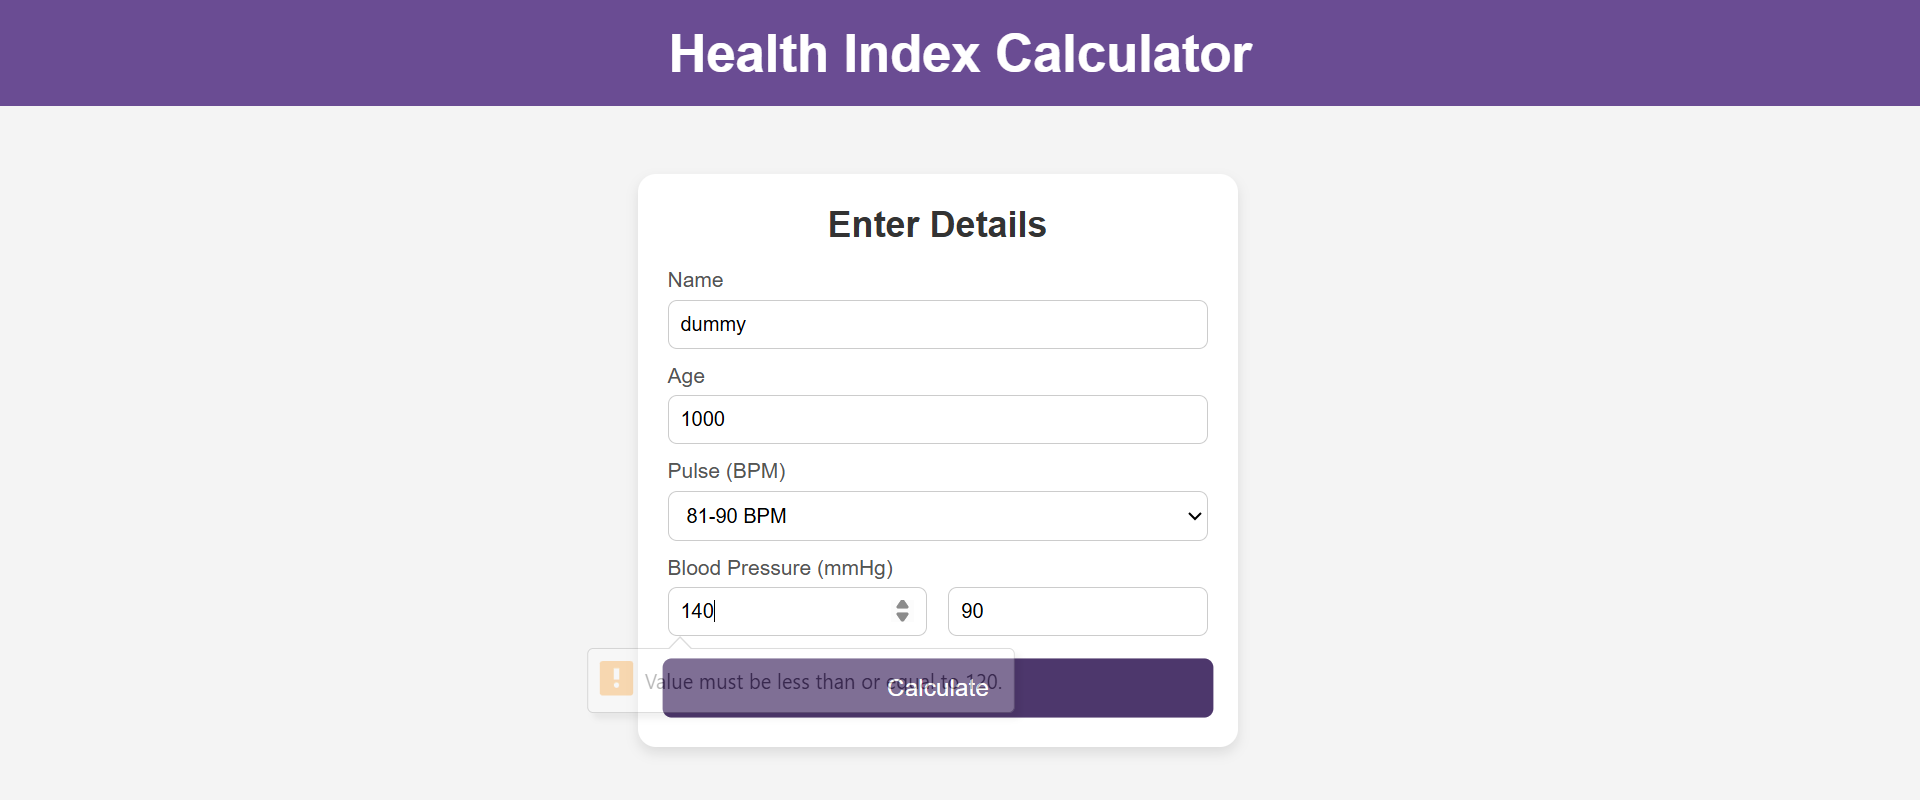 Health Index Calculator
Enter Details
Name
dummy
Age
1000
Pulse (BPM)
81-90 BPM
Blood Pressure (mmHg)
140 90
Value must be less than or equal to
Calculate